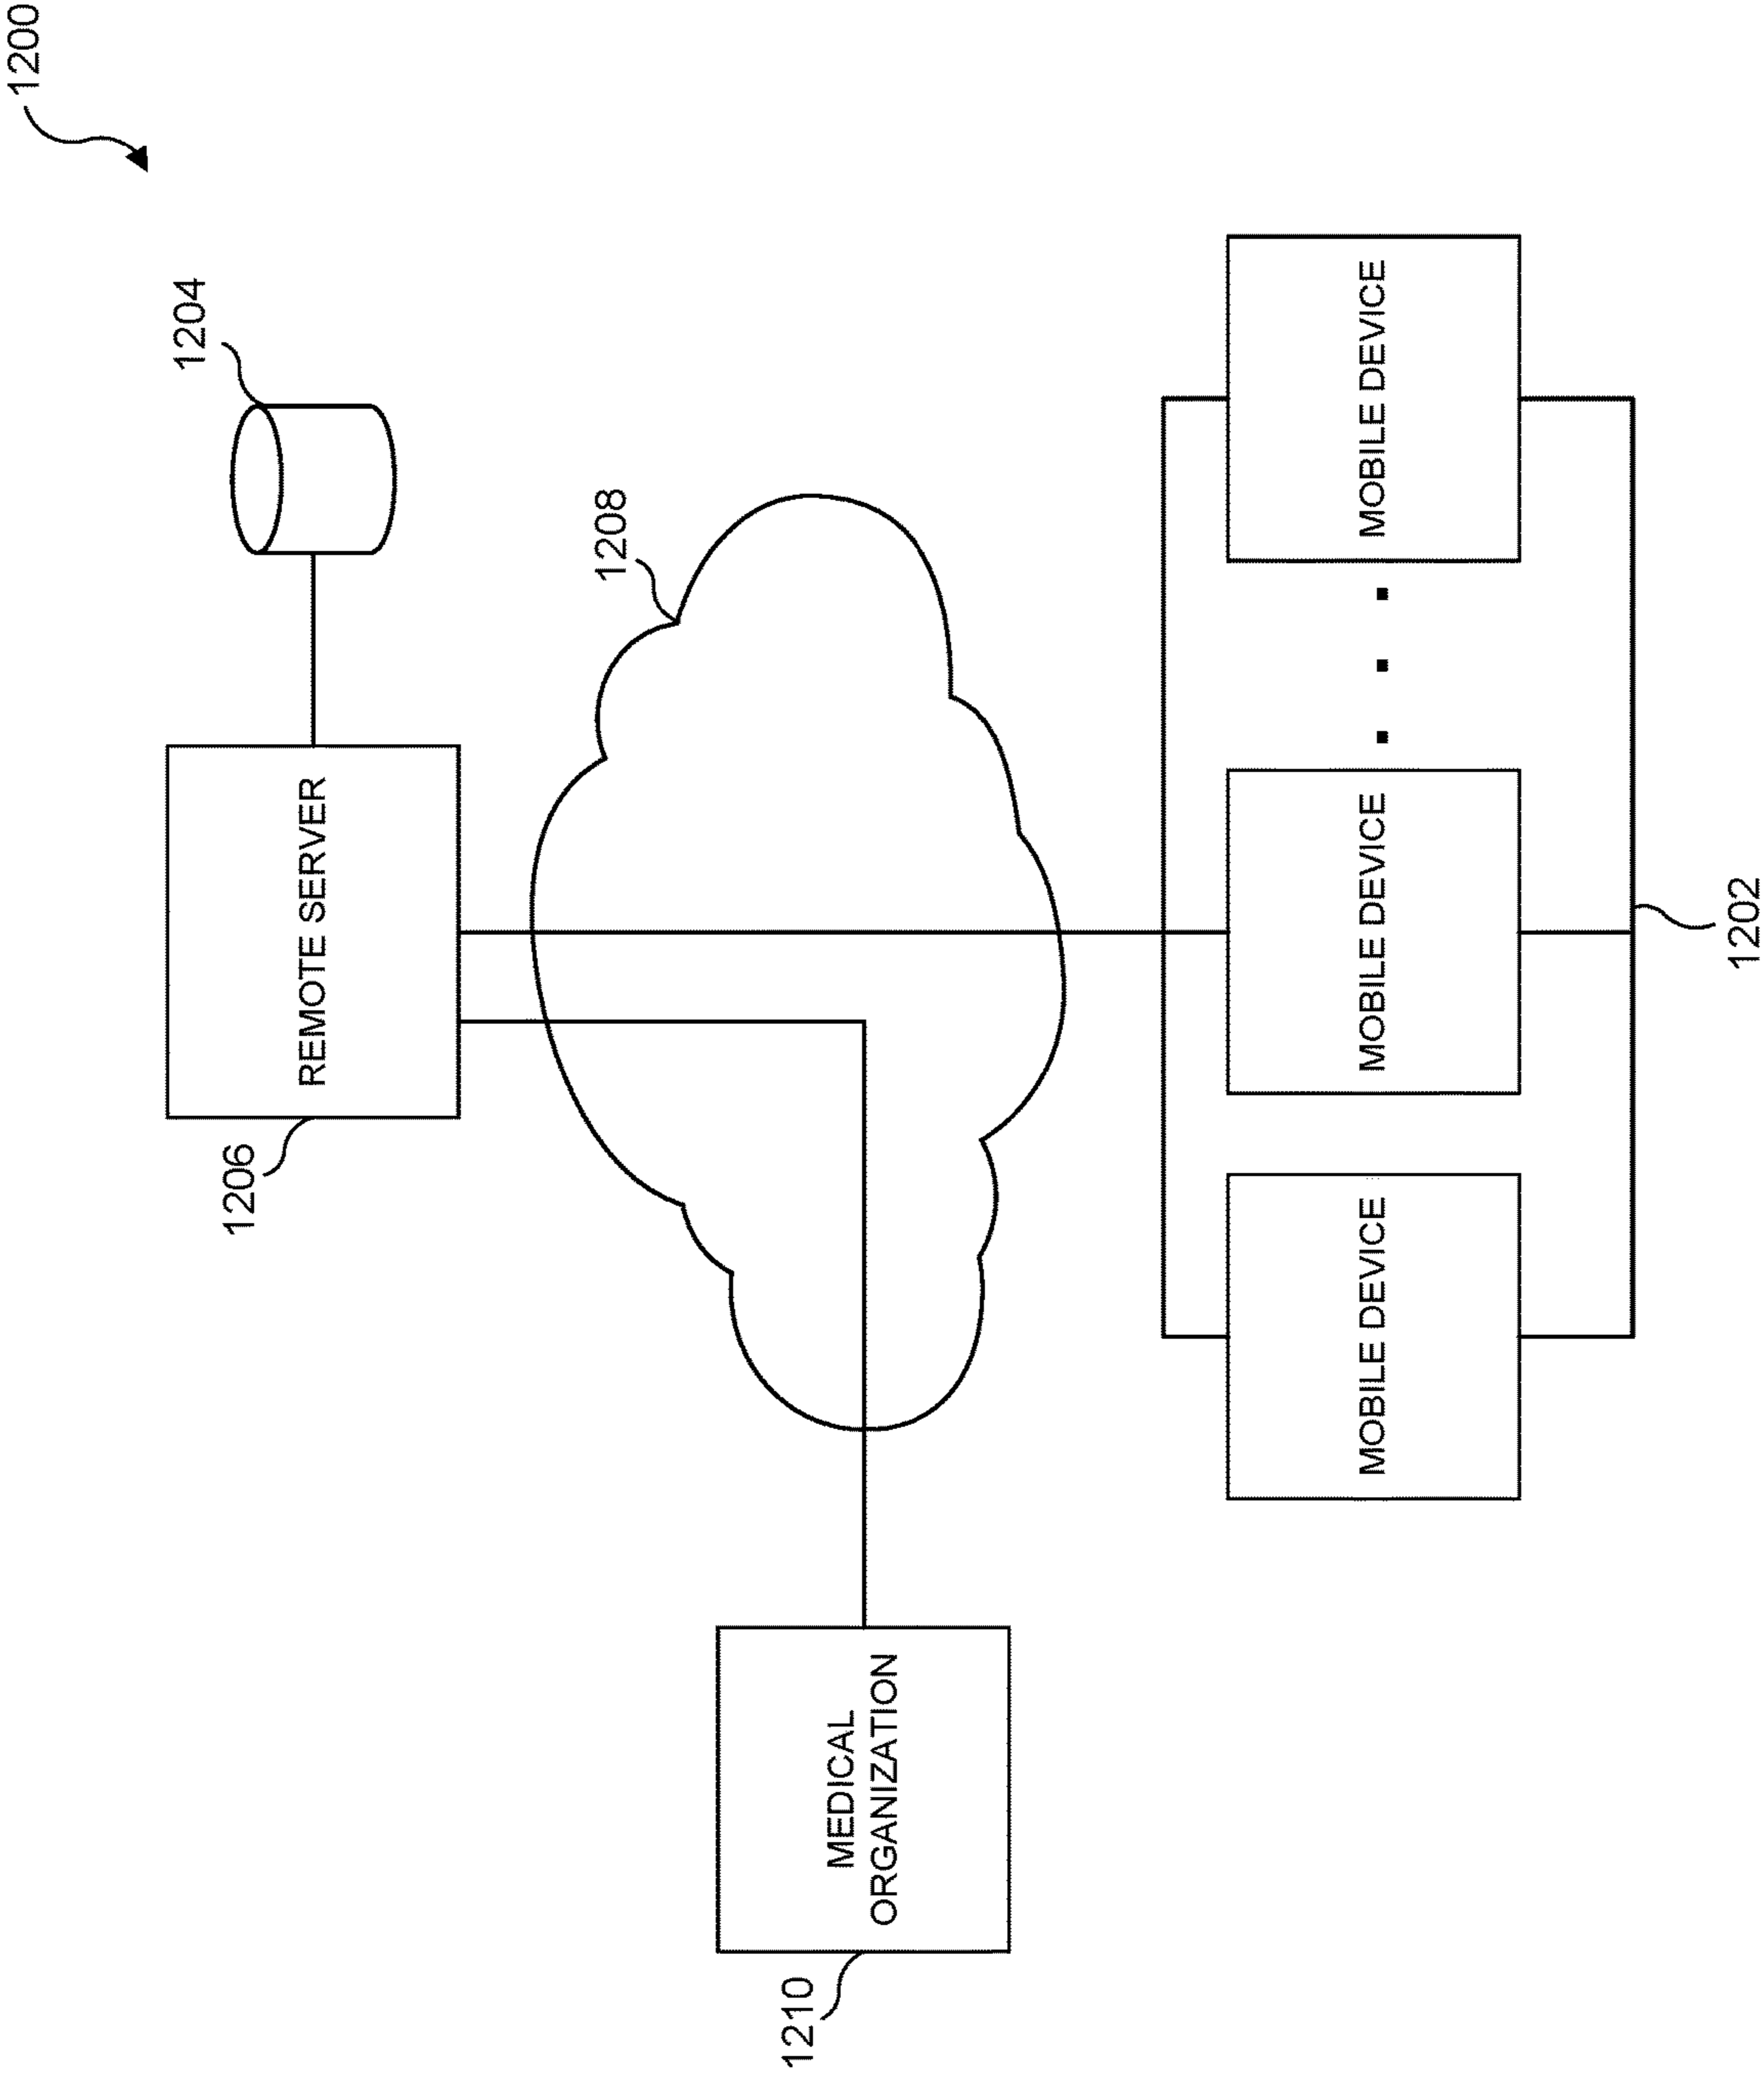 1200
1204
REMOTE SERVER
1206
1208
MEDICAL
ORGANIZATION
1210
MOBILE DEVICE
MOBILE DEVICE
MOBILE DEVICE
1202